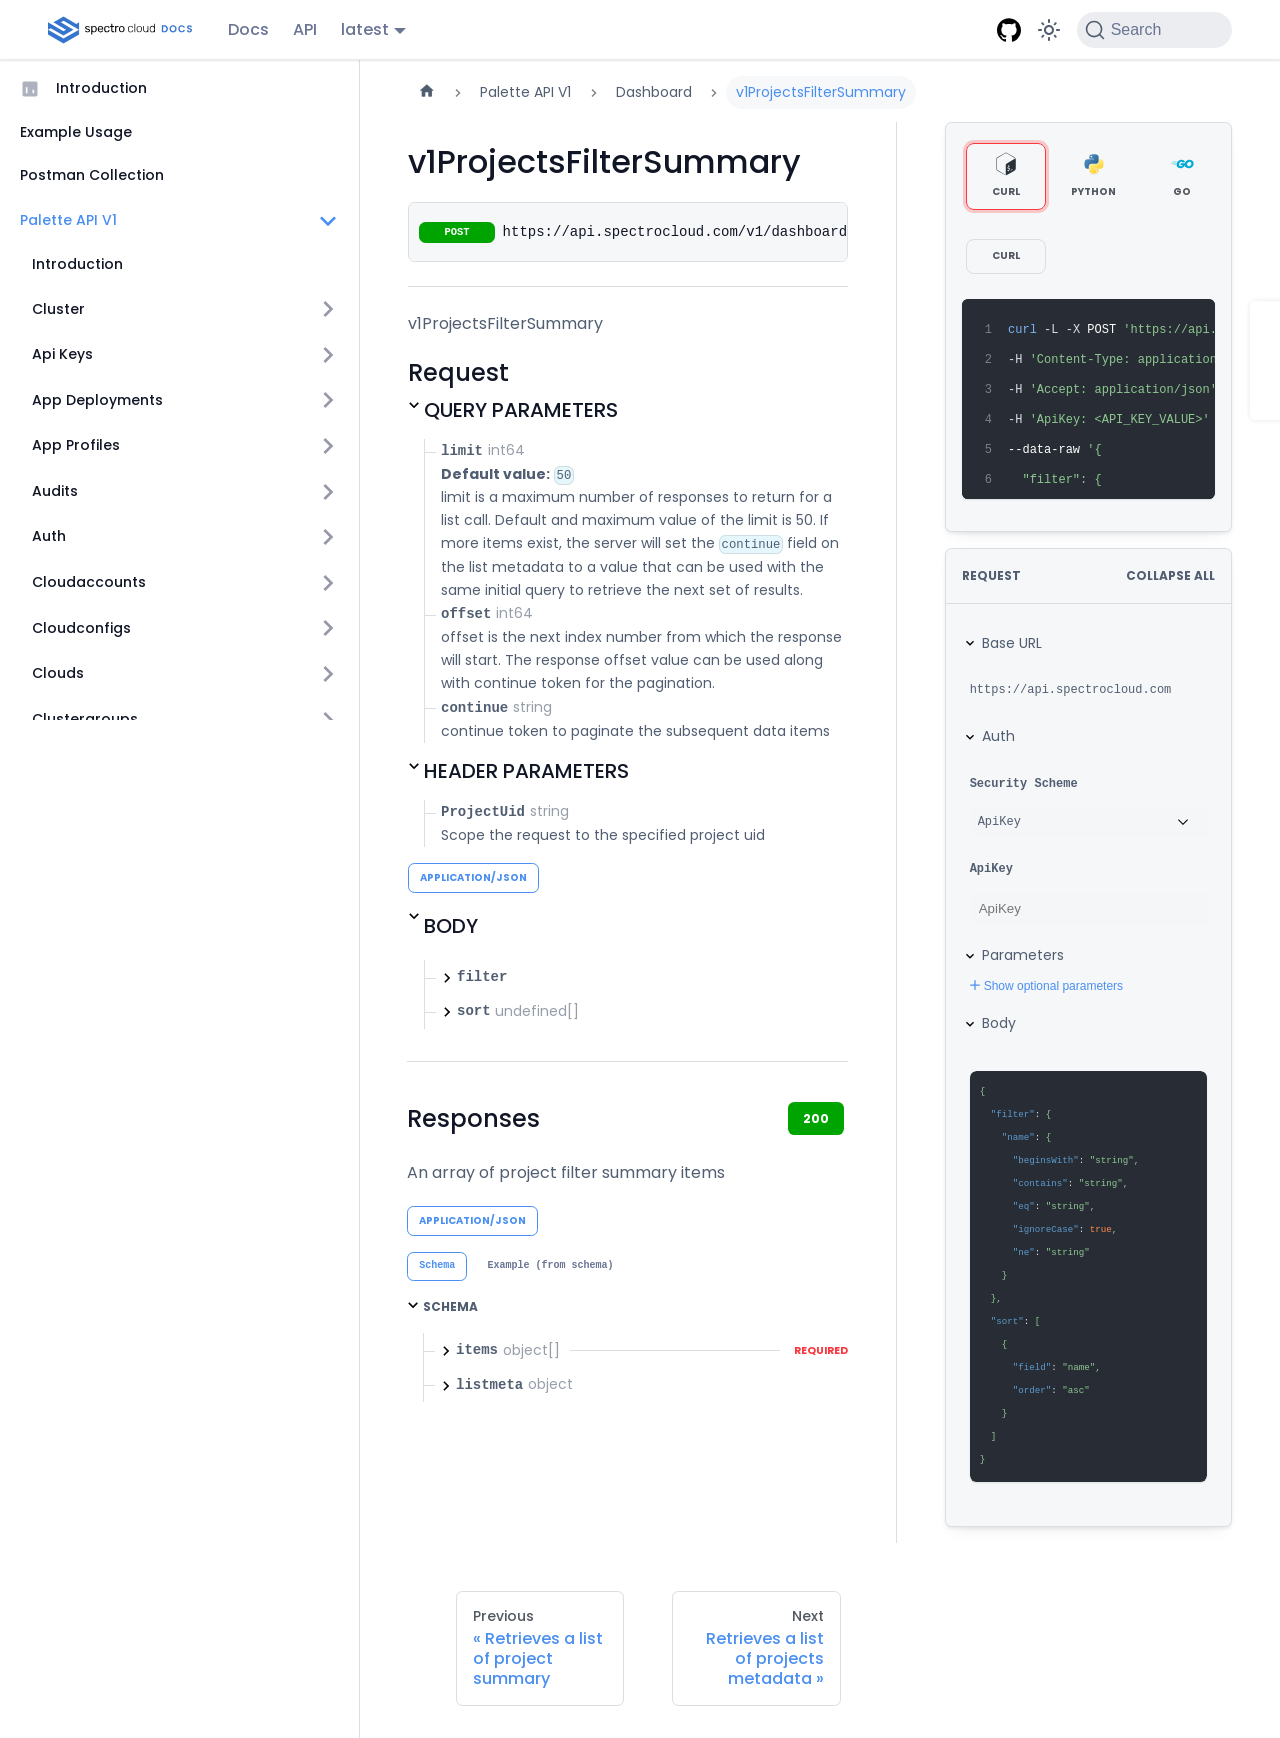 spectro cloud DOCS
Docs
API
latest
Search
Introduction
Example Usage
Postman Collection
Palette API V1
Introduction
Cluster
Api Keys
App Deployments
App Profiles
Audits
Auth
Cloudaccounts
Cloudconfigs
Clouds
Clustergroups
Palette API V1
Dashboard
v1ProjectsFilterSummary
v1ProjectsFilterSummary
POST https://api.spectrocloud.com/v1/dashboard
v1ProjectsFilterSummary
Request
QUERY PARAMETERS
limit int64
Default value: 50
limit is a maximum number of responses to return for a
list call. Default and maximum value of the limit is 50. If
more items exist, the server will set the continue field on
the list metadata to a value that can be used with the
same initial query to retrieve the next set of results.
offset int64
offset is the next index number from which the response
will start. The response offset value can be used along
with continue token for the pagination.
continue string
continue token to paginate the subsequent data items
HEADER PARAMETERS
ProjectUid string
Scope the request to the specified project uid
APPLICATION/JSON
BODY
filter
sort undefined[]
Responses
200
An array of project filter summary items
APPLICATION/JSON
Schema
Example (from schema)
SCHEMA
items object[] REQUIRED
listmeta object
Previous
« Retrieves a list
of project
summary
Next
Retrieves a list
of projects
metadata »
CURL
PYTHON
GO
GO
CURL
1 curl -L -X POST 'https://api.
2 -H 'Content-Type: application
3 -H 'Accept: application/json'
4 -H 'ApiKey: <API_KEY_VALUE>'
5 --data-raw '{
6 "filter": {
REQUEST
COLLAPSE ALL
Base URL
https://api.spectrocloud.com
Auth
Security Scheme
ApiKey
ApiKey
ApiKey
Parameters
+ Show optional parameters
Body
{
"filter": {
"name": {
"beginsWith": "string",
"contains": "string",
"eq": "string",
"ignoreCase": true,
"ne": "string"
}
},
"sort": [
{
"field": "name",
"order": "asc"
}
]
}